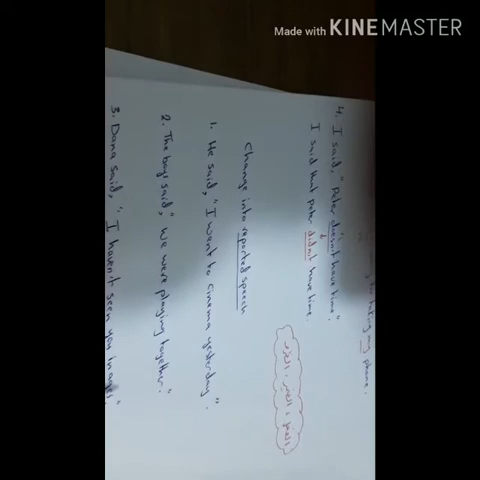 Made with KINEMASTER
for taking my phone.
4. I said, "Peter doesn't have time".
I said that Peter didn't have time.
Change into reported speech
1. He said, "I went to cinema yesterday".
2. The boys said, "We were playing together."
3. Dana said, "I haven't seen you in ages."